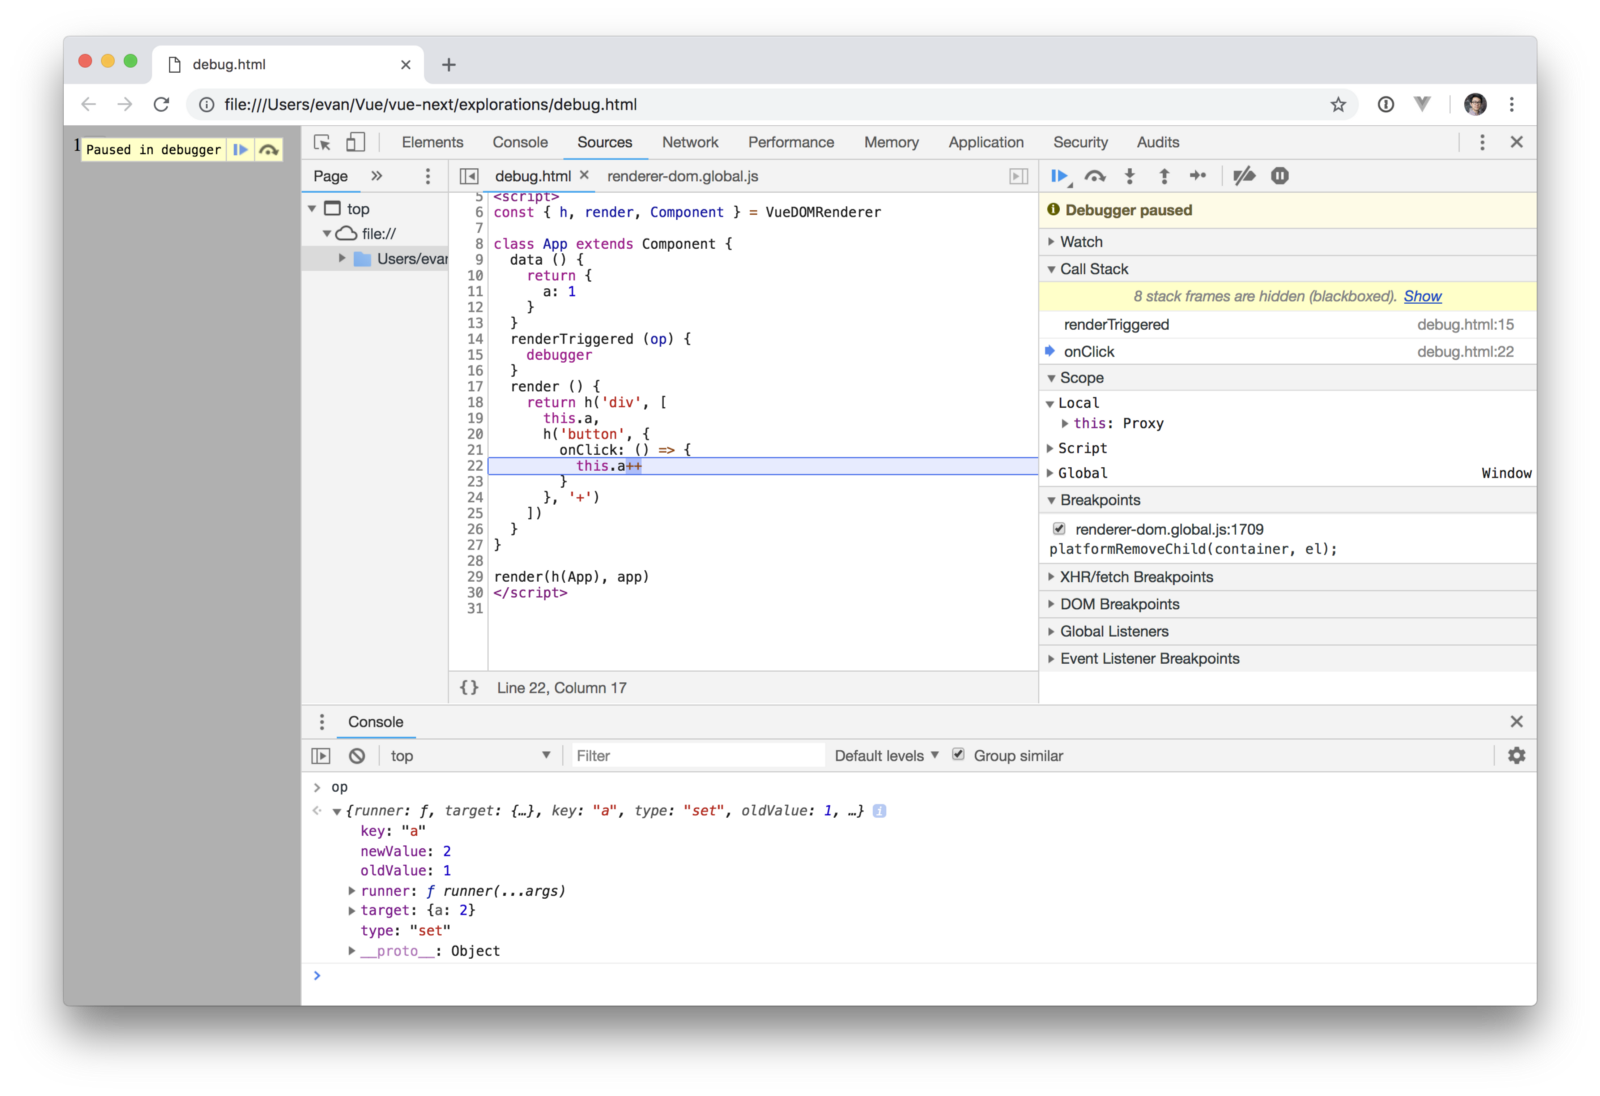 debug.html
file:///Users/evan/Vue/vue-next/explorations/debug.html
1
Paused in debugger
Elements Console Sources Network Performance Memory Application Security Audits
Page
top
file://
Users/evan
debug.html renderer-dom.global.js
5 <script>
6 const { h, render, Component } = VueDOMRenderer
7
8 class App extends Component {
9 data () {
10 return {
11 a: 1
12 }
13 }
14 renderTriggered (op) {
15 debugger
16 }
17 render () {
18 return h('div', [
19 this.a,
20 h('button', {
21 onClick: () => {
22 this.a++
23 }
24 }, '+')
25 ])
26 }
27 }
28
29 render(h(App), app)
30 </script>
31
{} Line 22, Column 17
Debugger paused
Watch
Call Stack
8 stack frames are hidden (blackboxed). Show
renderTriggered debug.html:15
onClick debug.html:22
Scope
Local
this: Proxy
Script
Global Window
Breakpoints
renderer-dom.global.js:1709
platformRemoveChild(container, el);
XHR/fetch Breakpoints
DOM Breakpoints
Global Listeners
Event Listener Breakpoints
Console
top Filter Default levels Group similar
> op
{runner: ƒ, target: {…}, key: "a", type: "set", oldValue: 1, …}
key: "a"
newValue: 2
oldValue: 1
runner: ƒ runner(...args)
target: {a: 2}
type: "set"
__proto__: Object
>